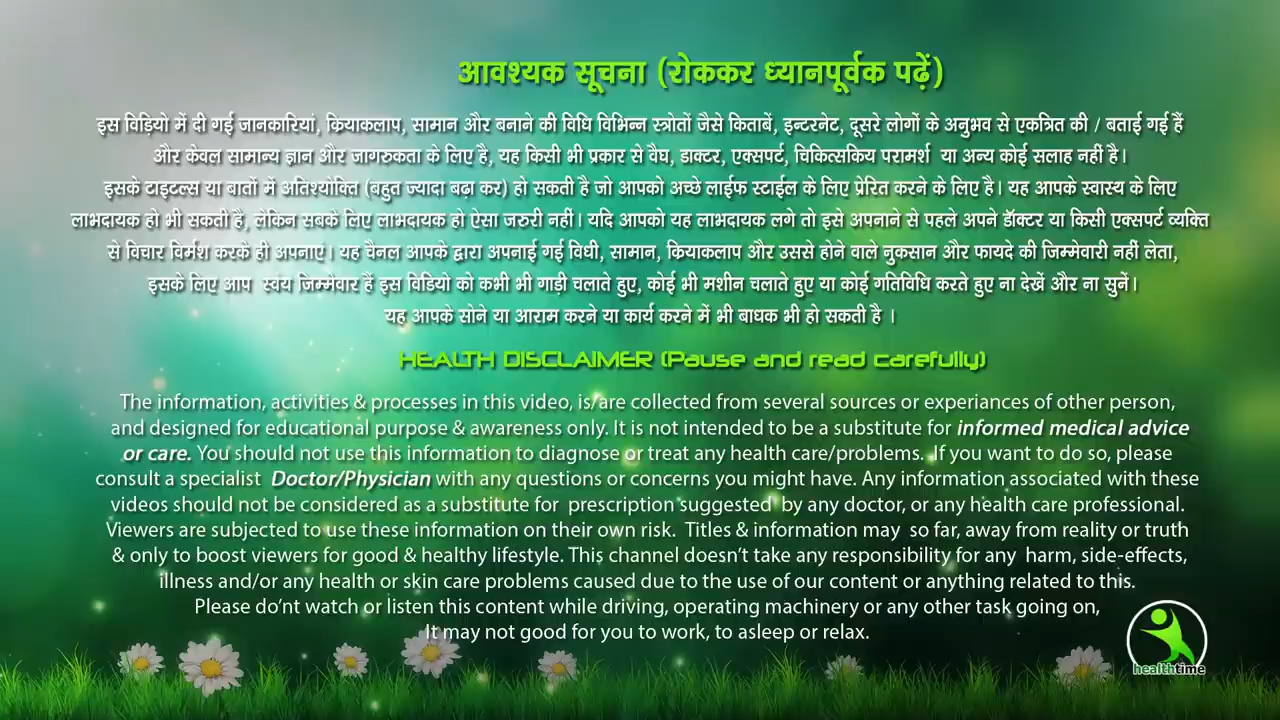 आवश्यक सूचना (रोककर ध्यानपूर्वक पढ़ें)
इस विडि़यो में दी गई जानकारियां, क्रियाकलाप, सामान और बनाने की विधि विभिन्न स्त्रोतों जैसे किताबें, इन्टरनेट, दूसरे लोगों के अनुभव से एकत्रित की / बताई गई हैं
और केवल सामान्य ज्ञान और जागरुकता के लिए है, यह किसी भी प्रकार से वैघ, डाक्टर, एक्सपर्ट, चिकित्सकिय परामर्श या अन्य कोई सलाह नहीं है।
इसके टाइटल्स या बातों में अतिश्योक्ति (बहुत ज्यादा बढ़ा कर) हो सकती है जो आपको अच्छे लाईफ स्टाईल के लिए प्रेरित करने के लिए है। यह आपके स्वास्य के लिए
लाभदायक हो भी सकती है, लेकिन सबके लिए लाभदायक हो ऐसा जरुरी नहीं। यदि आपको यह लाभदायक लगे तो इसे अपनाने से पहले अपने डॉक्टर या किसी एक्सपर्ट व्यक्ति
से विचार विर्मश करके ही अपनाएं। यह चैनल आपके द्वारा अपनाई गई विधी, सामान, क्रियाकलाप और उससे होने वाले नुकसान और फायदे की जिम्मेवारी नहीं लेता,
इसके लिए आप स्वंय जिम्मेवार हैं इस विडियो को कभी भी गाड़ी चलाते हुए, कोई भी मशीन चलाते हुए या कोई गतिविधि करते हुए ना देखें और ना सुनें।
यह आपके सोने या आराम करने या कार्य करने में भी बाधक भी हो सकती है ।
HEALTH DISCLAIMER (Pause and read carefully)
The information, activities & processes in this video, is/are collected from several sources or experiances of other person,
and designed for educational purpose & awareness only. It is not intended to be a substitute for informed medical advice
or care. You should not use this information to diagnose or treat any health care/problems. If you want to do so, please
consult a specialist Doctor/Physician with any questions or concerns you might have. Any information associated with these
videos should not be considered as a substitute for prescription suggested by any doctor, or any health care professional.
Viewers are subjected to use these information on their own risk. Titles & information may so far, away from reality or truth
& only to boost viewers for good & healthy lifestyle. This channel doesn't take any responsibility for any harm, side-effects,
illness and/or any health or skin care problems caused due to the use of our content or anything related to this.
Please do'nt watch or listen this content while driving, operating machinery or any other task going on,
It may not good for you to work, to asleep or relax.
healthtime